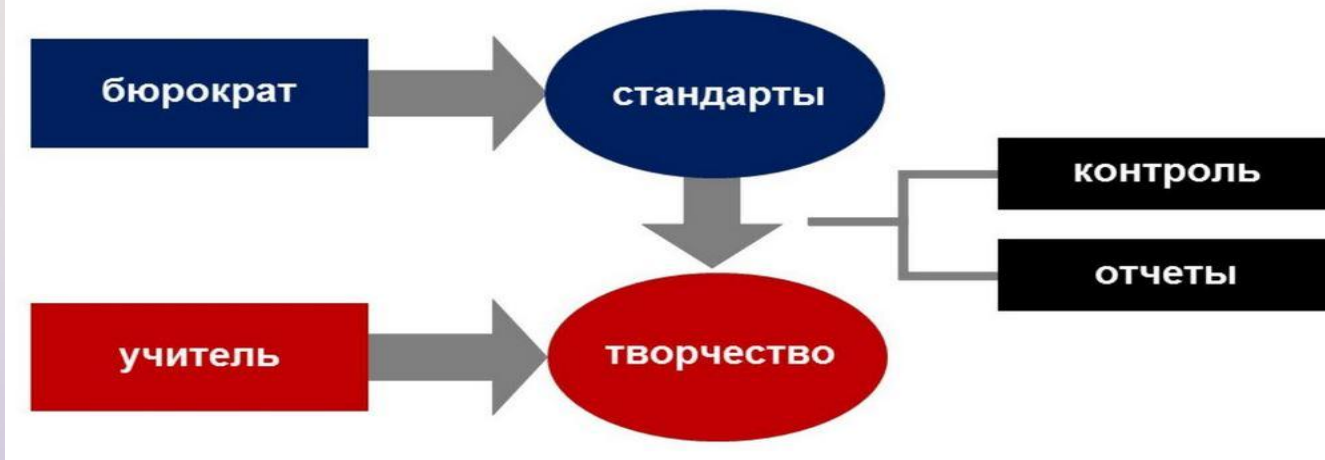 бюрократ
стандарты
контроль
отчеты
учитель
творчество